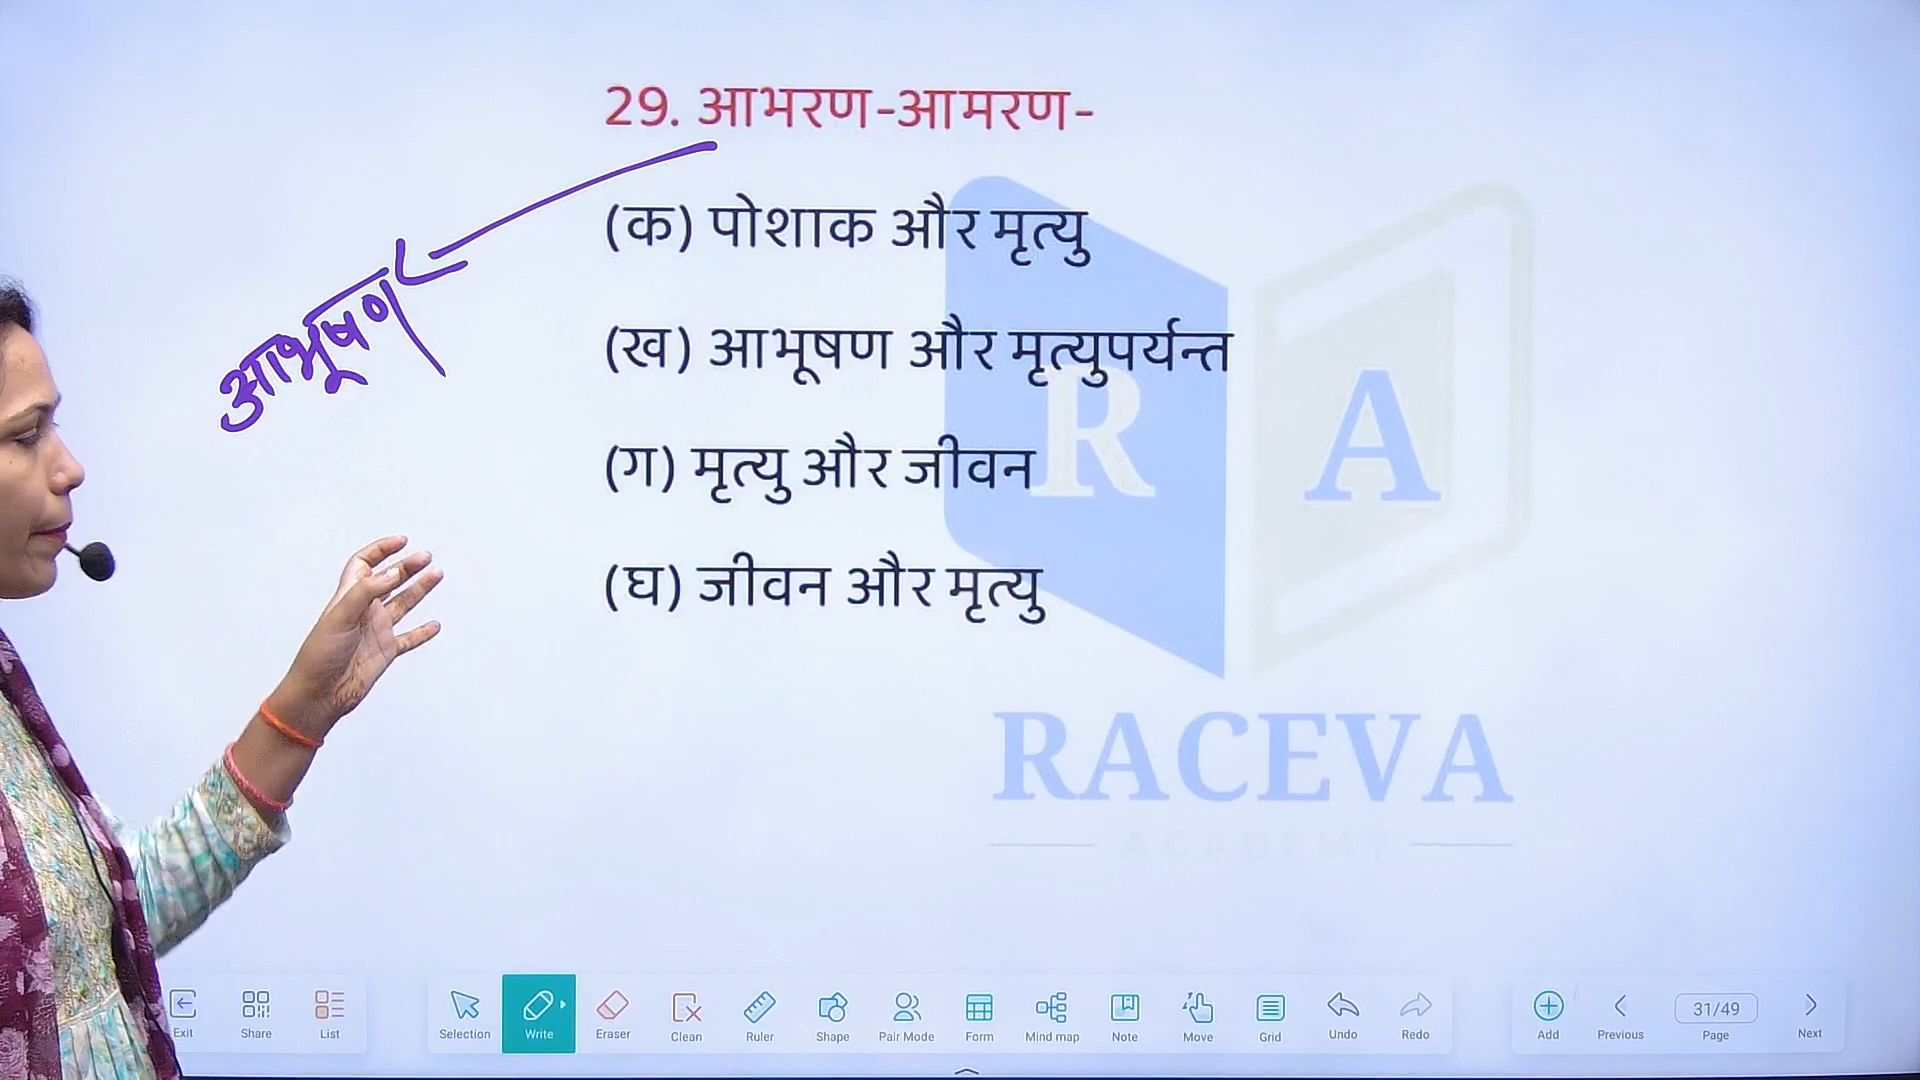 29. आभरण-आमरण-
(क) पोशाक और मृत्यु
आभूषण
(ख) आभूषण और मृत्युपर्यन्त
(ग) मृत्यु और जीवन
(घ) जीवन और मृत्यु
R A
RACEVA
ACADEMY
Exit Share List Selection Write Eraser Clean Ruler Shape Pair Mode Form Mind map Note Move Grid Undo Redo Add Previous 31/49 Page Next